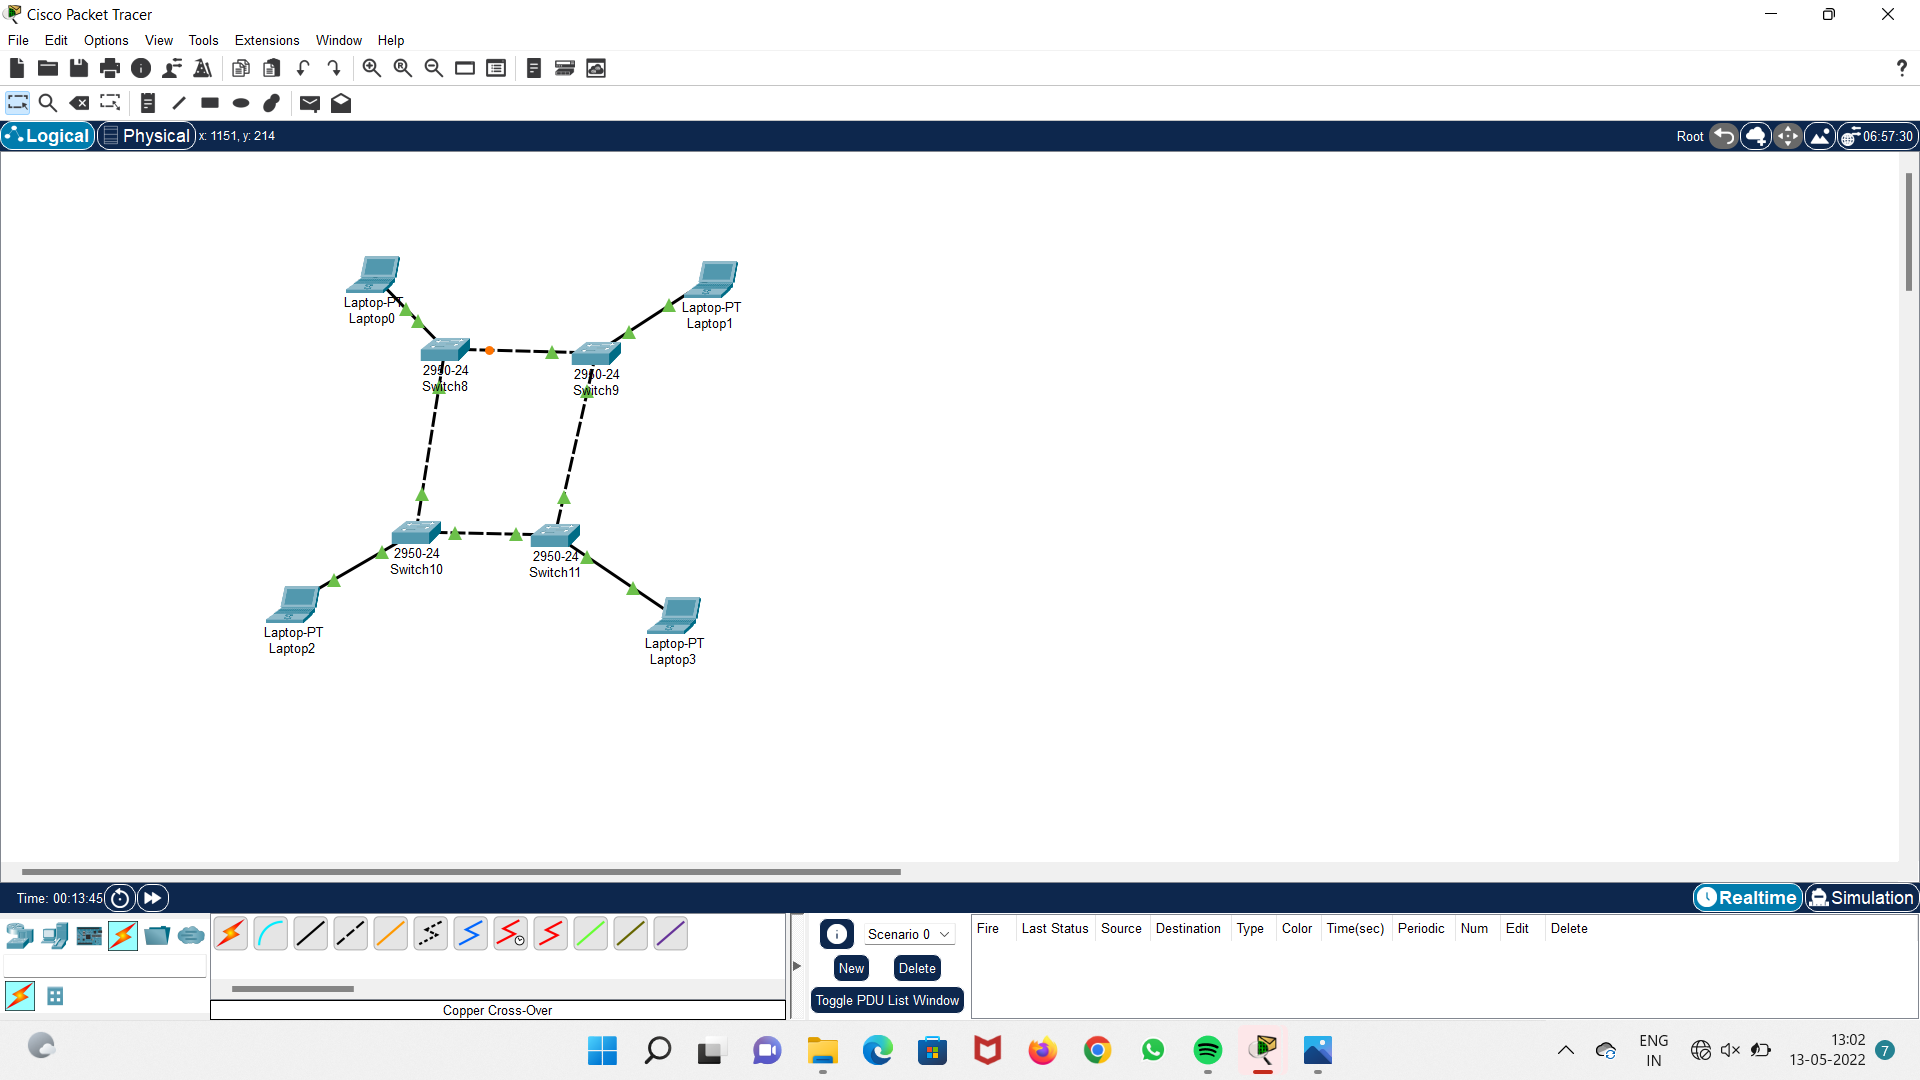 Cisco Packet Tracer
File Edit Options View Tools Extensions Window Help
?
Logical Physical x: 1151, y: 214 Root 06:57:30
Laptop-PT
Laptop0
Laptop-PT
Laptop1
2950-24
Switch8
2950-24
Switch9
2950-24
Switch10
2950-24
Switch11
Laptop-PT
Laptop2
Laptop-PT
Laptop3
Time: 00:13:45 Realtime Simulation
Scenario 0
New Delete
Toggle PDU List Window
Fire Last Status Source Destination Type Color Time(sec) Periodic Num Edit Delete
Copper Cross-Over
ENG
IN
13:02
13-05-2022
7